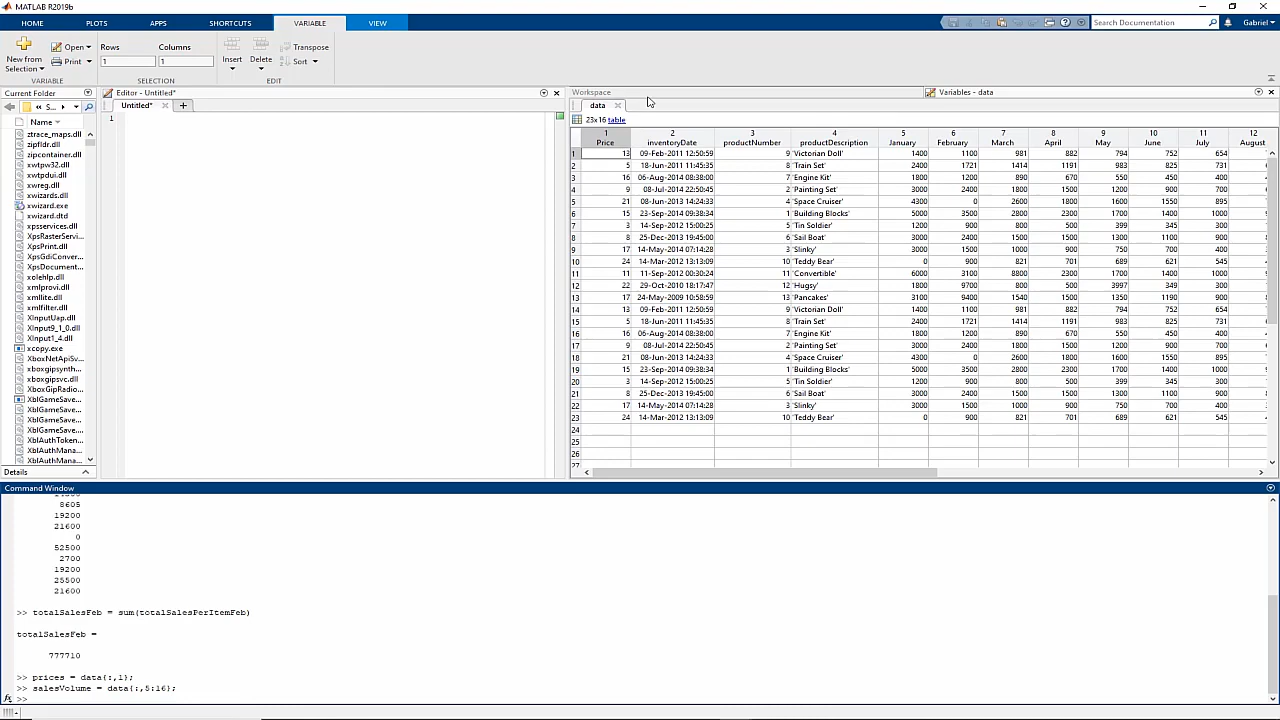 MATLAB R2019b
HOME PLOTS APPS SHORTCUTS VARIABLE VIEW Search Documentation Gabriel
New from Selection Open Print Rows Columns 1 1 Insert Delete Transpose Sort
VARIABLE SELECTION EDIT
Current Folder
« S...
Name
ztrace_maps.dll
zipfldr.dll
zipcontainer.dll
xwtpw32.dll
xwtpdui.dll
xwreg.dll
xwizards.dll
xwizard.exe
xwizard.dtd
xpsservices.dll
XpsRasterServi...
XpsPrint.dll
XpsGdiConver...
XpsDocument...
xolehlp.dll
xmlprovi.dll
xmllite.dll
xmlfilter.dll
XInputUap.dll
XInput9_1_0.dll
XInput1_4.dll
xcopy.exe
XboxNetApiSv...
xboxgipsynth...
xboxgipsvc.dll
XboxGipRadio...
XblGameSave...
XblGameSave...
XblGameSave...
XblAuthToken...
XblAuthMana...
XblAuthMana...
Details
Editor - Untitled*
Untitled* +
1
Workspace Variables - data
data
23x16 table
1 2 3 4 5 6 7 8 9 10 11 12
Price inventoryDate productNumber productDescription January February March April May June July August
1 13 09-Feb-2011 12:50:59 9 'Victorian Doll' 1400 1100 981 882 794 752 654
2 5 18-Jun-2011 11:45:35 8 'Train Set' 2400 1721 1414 1191 983 825 731
3 16 06-Aug-2014 08:38:00 7 'Engine Kit' 1800 1200 890 670 550 450 400
4 9 08-Jul-2014 22:50:45 2 'Painting Set' 3000 2400 1800 1500 1200 900 700
5 21 08-Jun-2013 14:24:33 4 'Space Cruiser' 4300 0 2600 1800 1600 1550 895
6 15 23-Sep-2014 09:38:34 1 'Building Blocks' 5000 3500 2800 2300 1700 1400 1000
7 3 14-Sep-2012 15:00:25 5 'Tin Soldier' 1200 900 800 500 399 345 300
8 8 25-Dec-2013 19:45:00 6 'Sail Boat' 3000 2400 1500 1500 1300 1100 900
9 17 14-May-2014 07:14:28 3 'Slinky' 3000 1500 1000 900 750 700 400
10 24 14-Mar-2012 13:13:09 10 'Teddy Bear' 0 900 821 701 689 621 545
11 11 11-Sep-2012 00:30:24 11 'Convertible' 6000 3100 8800 2300 1700 1400 1000
12 22 29-Oct-2010 18:17:47 12 'Hugsy' 1800 9700 800 500 3997 349 300
13 17 24-May-2009 10:58:59 13 'Pancakes' 3100 9400 1540 1500 1350 1190 900
14 13 09-Feb-2011 12:50:59 9 'Victorian Doll' 1400 1100 981 882 794 752 654
15 5 18-Jun-2011 11:45:35 8 'Train Set' 2400 1721 1414 1191 983 825 731
16 16 06-Aug-2014 08:38:00 7 'Engine Kit' 1800 1200 890 670 550 450 400
17 9 08-Jul-2014 22:50:45 2 'Painting Set' 3000 2400 1800 1500 1200 900 700
18 21 08-Jun-2013 14:24:33 4 'Space Cruiser' 4300 0 2600 1800 1600 1550 895
19 15 23-Sep-2014 09:38:34 1 'Building Blocks' 5000 3500 2800 2300 1700 1400 1000
20 3 14-Sep-2012 15:00:25 5 'Tin Soldier' 1200 900 800 500 399 345 300
21 8 25-Dec-2013 19:45:00 6 'Sail Boat' 3000 2400 1500 1500 1300 1100 900
22 17 14-May-2014 07:14:28 3 'Slinky' 3000 1500 1000 900 750 700 400
23 24 14-Mar-2012 13:13:09 10 'Teddy Bear' 0 900 821 701 689 621 545
24
25
26
27
Command Window
8605
19200
21600
0
52500
2700
19200
25500
21600
>> totalSalesFeb = sum(totalSalesPerItemFeb)
totalSalesFeb =
777710
>> prices = data{:,1};
>> salesVolume = data{:,5:16};
fx >>